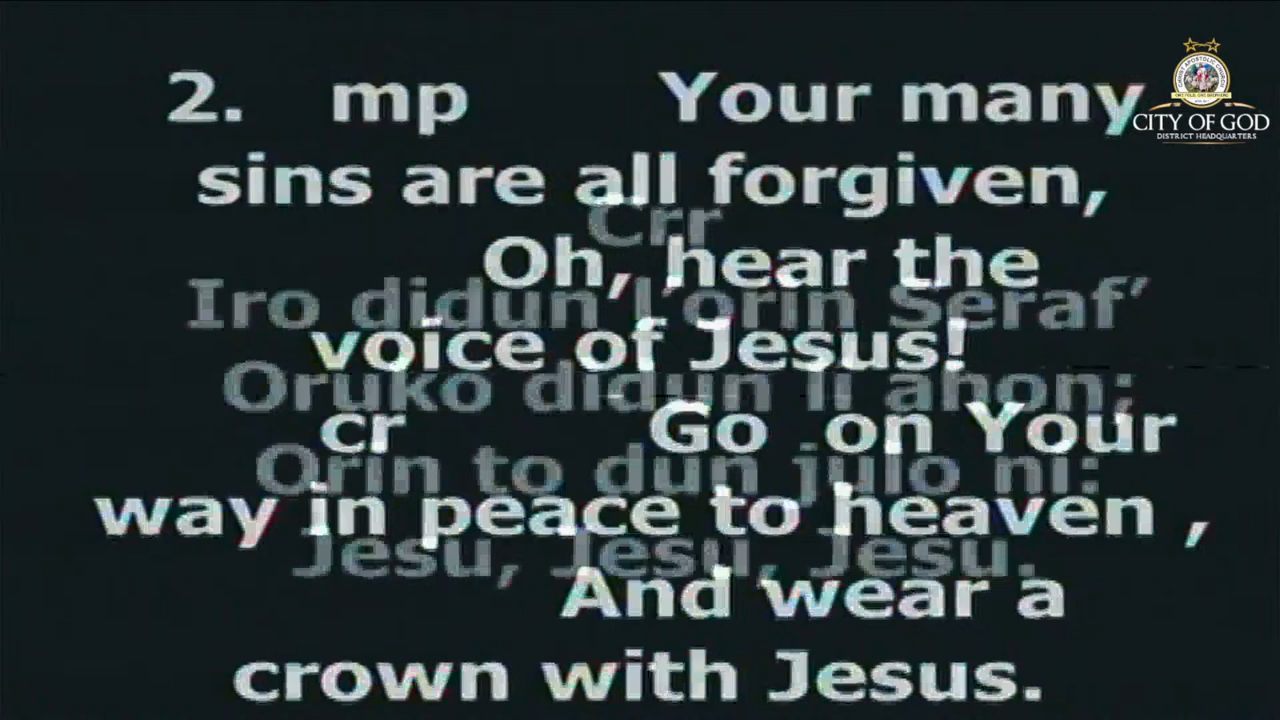 2. mp Your many
sins are all forgiven,
Oh, hear the
voice of Jesus!
cr Go on Your
way in peace to heaven ,
And wear a
crown with Jesus.
Crr
Iro didun l'orin Seraf'
Oruko didun li ahon;
Orin to dun julo ni:
Jesu, Jesu, Jesu.
CITY OF GOD
DISTRICT HEADQUARTERS